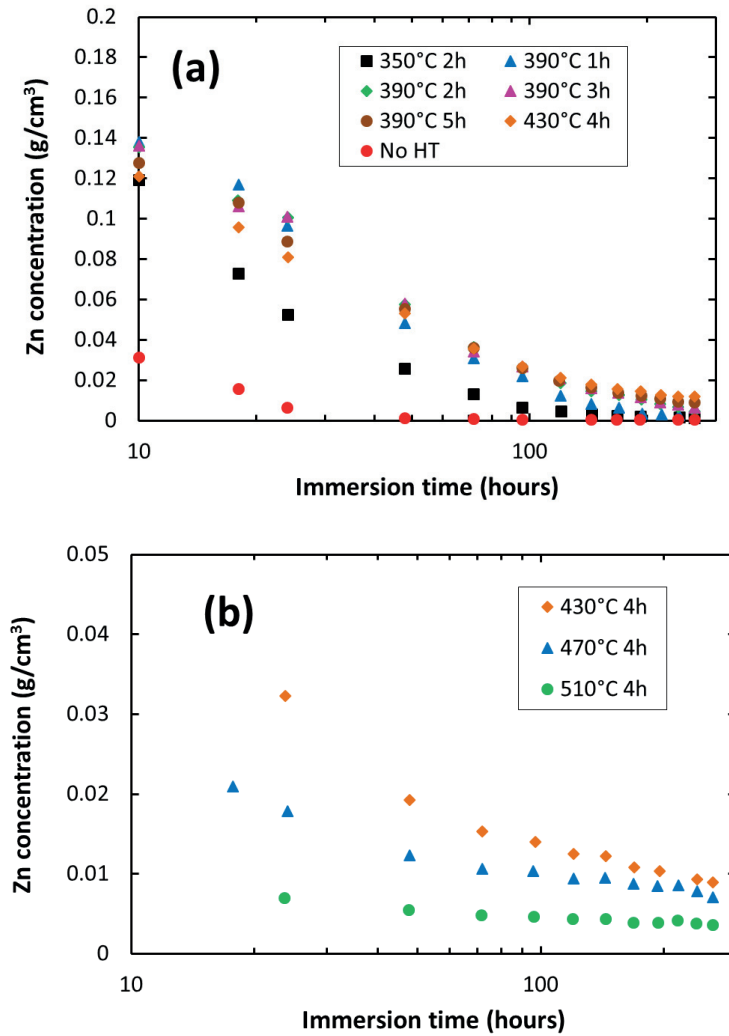 0.2
0.18
0.16
0.14
0.12
0.1
0.08
0.06
0.04
0.02
0
Zn concentration (g/cm³)
(a)
350°C 2h 390°C 1h
390°C 2h 390°C 3h
390°C 5h 430°C 4h
No HT
10 100
Immersion time (hours)
0.05
0.04
0.03
0.02
0.01
0
Zn concentration (g/cm³)
(b)
430°C 4h
470°C 4h
510°C 4h
10 100
Immersion time (hours)